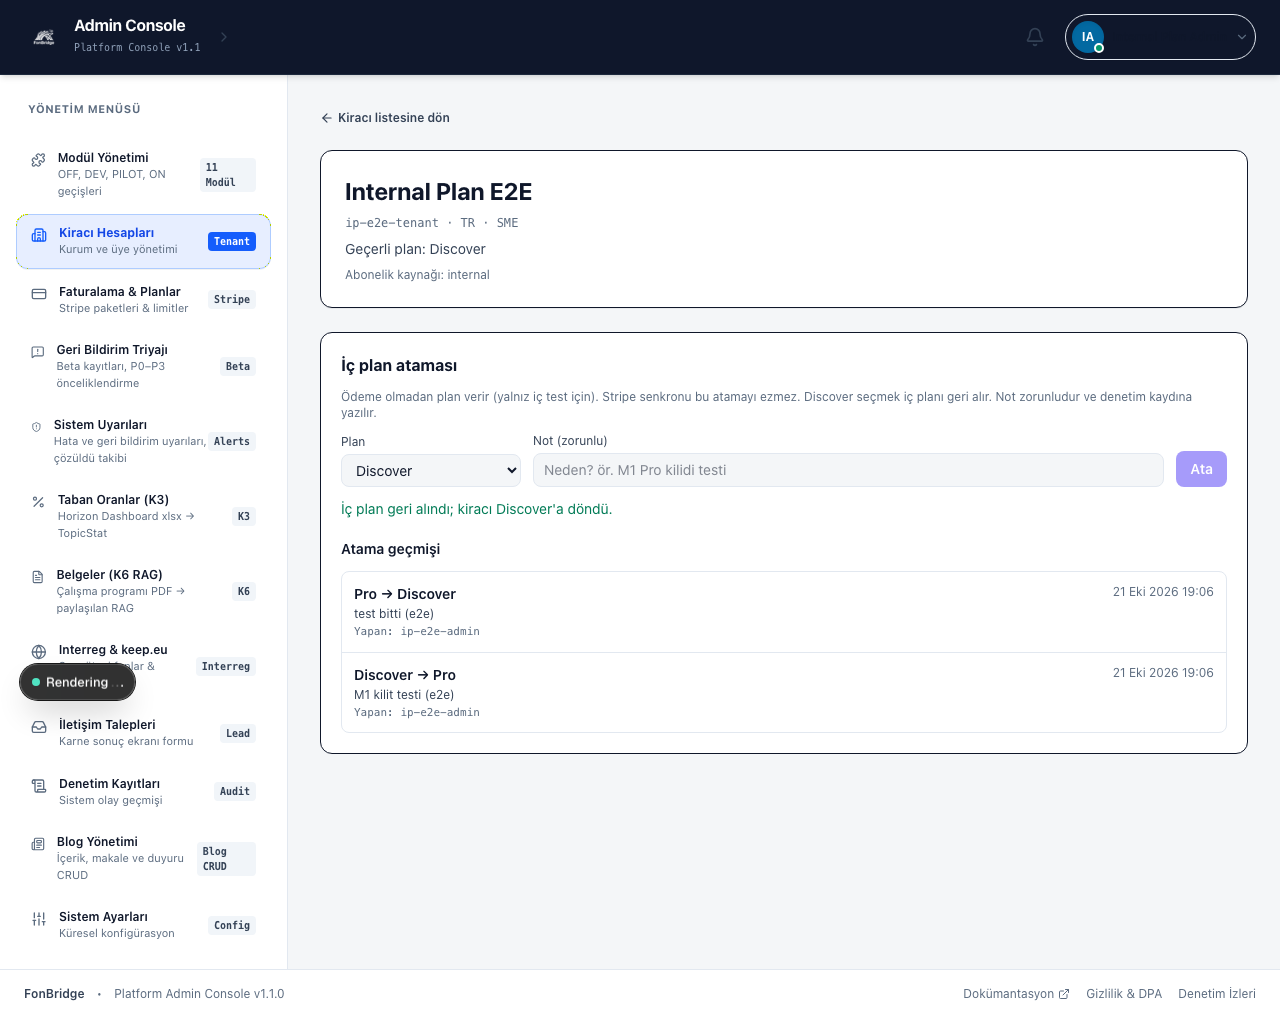 Admin Console
Platform Console v1.1
FonBridge
IA
YÖNETİM MENÜSÜ
Modül Yönetimi
OFF, DEV, PILOT, ON
geçişleri
11
Modül
Kiracı Hesapları
Kurum ve üye yönetimi
Tenant
Faturalama & Planlar
Stripe paketleri & limitler
Stripe
Geri Bildirim Triyajı
Beta kayıtları, P0–P3
önceliklendirme
Beta
Sistem Uyarıları
Hata ve geri bildirim uyarıları,
çözüldü takibi
Alerts
Taban Oranlar (K3)
Horizon Dashboard xlsx →
TopicStat
K3
Belgeler (K6 RAG)
Çalışma programı PDF →
paylaşılan RAG
K6
Interreg & keep.eu
&
Interreg
Rendering ...
İletişim Talepleri
Karne sonuç ekranı formu
Lead
Denetim Kayıtları
Sistem olay geçmişi
Audit
Blog Yönetimi
İçerik, makale ve duyuru
CRUD
Blog
CRUD
Sistem Ayarları
Küresel konfigürasyon
Config
← Kiracı listesine dön
Internal Plan E2E
ip-e2e-tenant · TR · SME
Geçerli plan: Discover
Abonelik kaynağı: internal
İç plan ataması
Ödeme olmadan plan verir (yalnız iç test için). Stripe senkronu bu atamayı ezmez. Discover seçmek iç planı geri alır. Not zorunludur ve denetim kaydına
yazılır.
Plan
Discover
Not (zorunlu)
Neden? ör. M1 Pro kilidi testi
Ata
İç plan geri alındı; kiracı Discover'a döndü.
Atama geçmişi
Pro → Discover
21 Eki 2026 19:06
test bitti (e2e)
Yapan: ip-e2e-admin
Discover → Pro
21 Eki 2026 19:06
M1 kilit testi (e2e)
Yapan: ip-e2e-admin
FonBridge • Platform Admin Console v1.1.0
Dokümantasyon
Gizlilik & DPA
Denetim İzleri